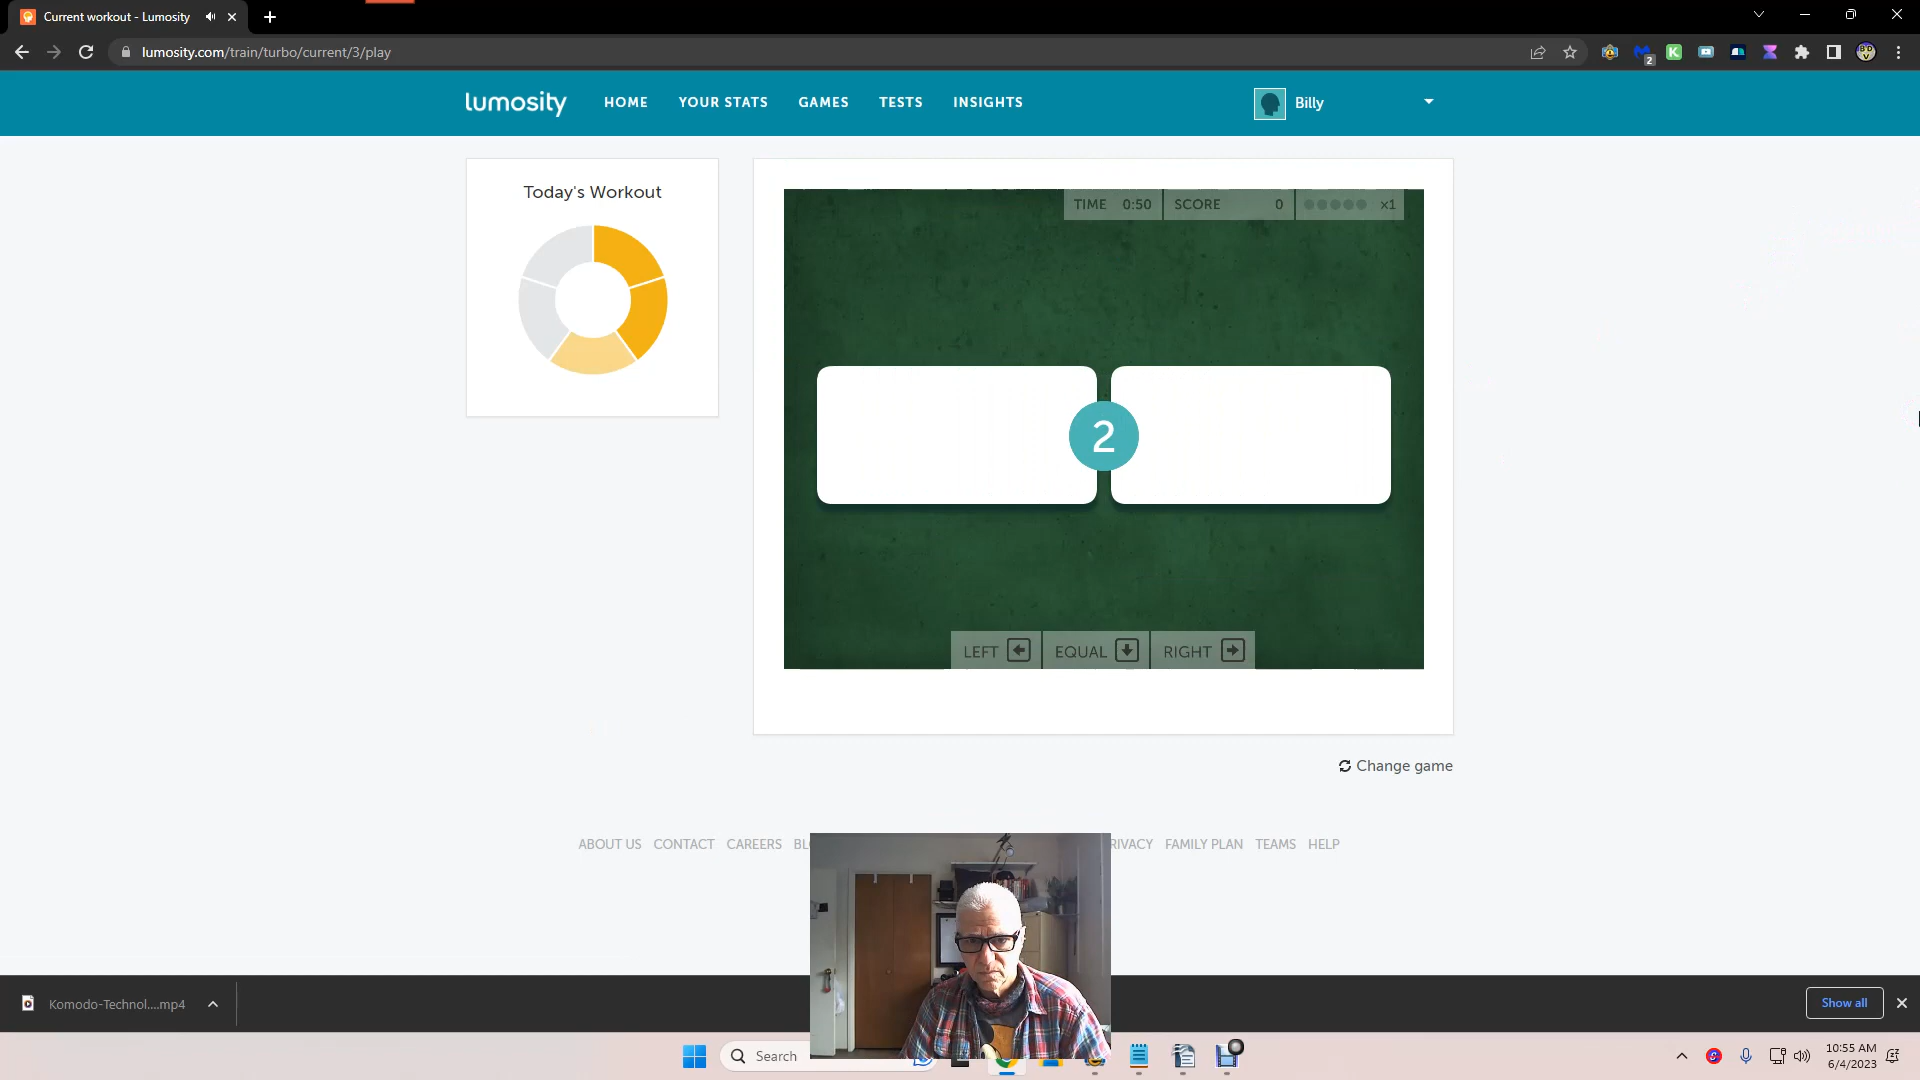 Current workout - Lumosity
lumosity.com/train/turbo/current/3/play
2
lumosity HOME YOUR STATS GAMES TESTS INSIGHTS Billy
Today's Workout
TIME 0:50 SCORE 0 x1
2
LEFT EQUAL RIGHT
Change game
ABOUT US CONTACT CAREERS FAMILY PLAN TEAMS HELP
Komodo-Technol....mp4
Show all
Search
10:55 AM
6/4/2023